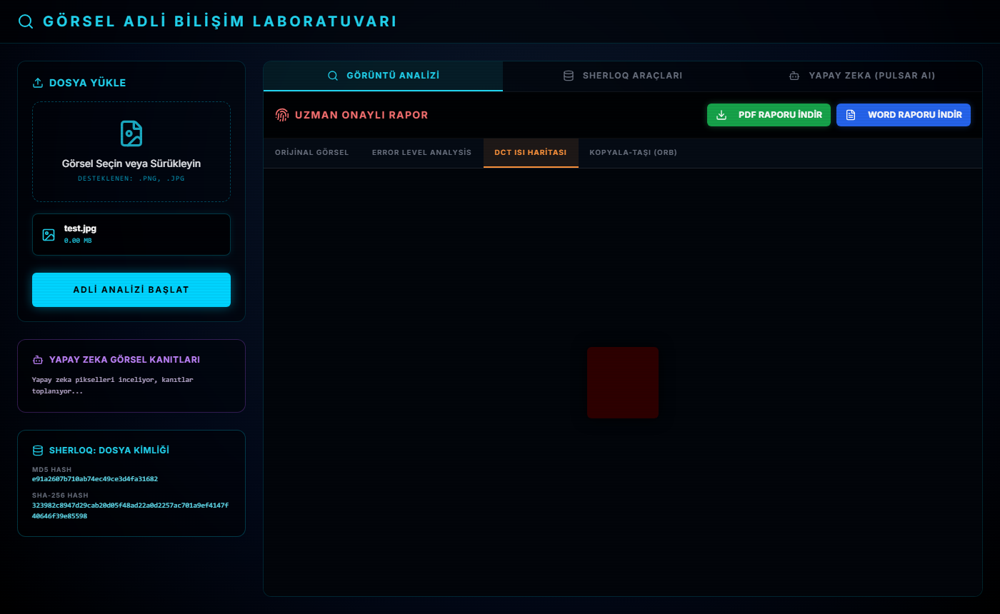 GÖRSEL ADLİ BİLİŞİM LABORATUVARI
DOSYA YÜKLE
Görsel Seçin veya Sürükleyin
DESTEKLENEN: .PNG, .JPG
test.jpg
0.00 MB
ADLİ ANALİZİ BAŞLAT
YAPAY ZEKA GÖRSEL KANITLARI
Yapay zeka pikselleri inceliyor, kanıtlar
toplanıyor...
SHERLOQ: DOSYA KİMLİĞİ
MD5 HASH
e91a2607b710ab74ec49ce3d4fa31682
SHA-256 HASH
323982c8947d29cab20d05f48ad22a0d2257ac701a9ef4147f
40646f39e85598
GÖRÜNTÜ ANALİZİ
SHERLOQ ARAÇLARI
YAPAY ZEKA (PULSAR AI)
UZMAN ONAYLI RAPOR
PDF RAPORU İNDİR
WORD RAPORU İNDİR
ORİJİNAL GÖRSEL
ERROR LEVEL ANALYSIS
DCT ISI HARİTASI
KOPYALA-TAŞI (ORB)